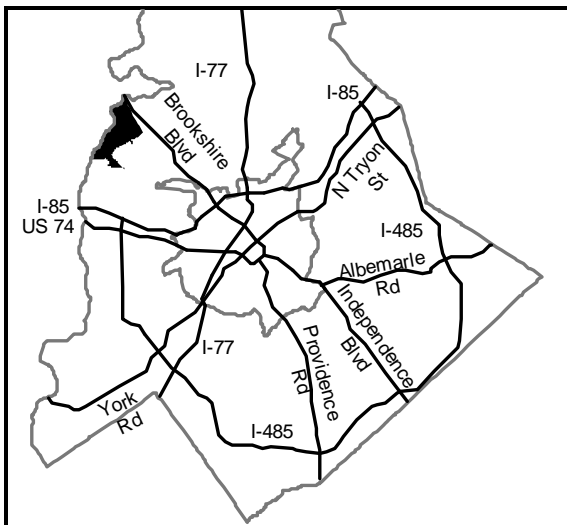 I-77
I-85
Brookshire
Blvd
N Tryon
St
I-85
US 74
I-485
Albemarle
Rd
Independence
Blvd
Providence
Rd
I-77
York
Rd
I-485